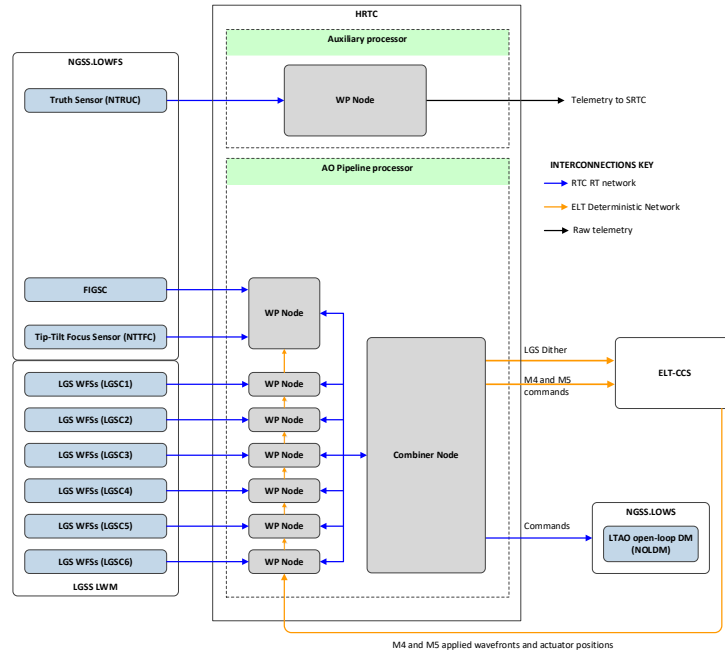 HRTC
Auxiliary processor
NGSS.LOWFS
Truth Sensor (NTRUC)
WP Node
Telemetry to SRTC
AO Pipeline processor
INTERCONNECTIONS KEY
RTC RT network
ELT Deterministic Network
Raw telemetry
FIGSC
WP Node
Tip-Tilt Focus Sensor (NTTFC)
LGS Dither
ELT-CCS
LGS WFSs (LGSC1)
WP Node
M4 and M5
commands
LGS WFSs (LGSC2)
WP Node
LGS WFSs (LGSC3)
WP Node
Combiner Node
LGS WFSs (LGSC4)
WP Node
NGSS.LOWS
LGS WFSs (LGSC5)
WP Node
Commands
LTAO open-loop DM
(NOLDM)
LGS WFSs (LGSC6)
WP Node
LGSS LWM
M4 and M5 applied wavefronts and actuator positions